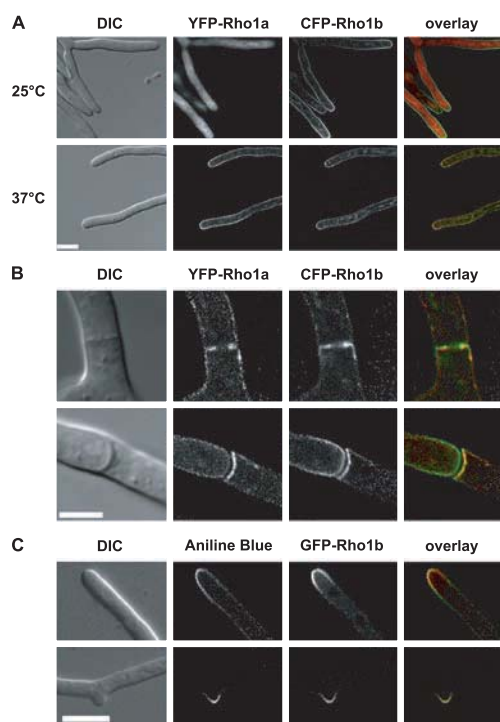 A
DIC YFP-Rho1a CFP-Rho1b overlay
25°C
37°C
B
DIC YFP-Rho1a CFP-Rho1b overlay
C
DIC Aniline Blue GFP-Rho1b overlay